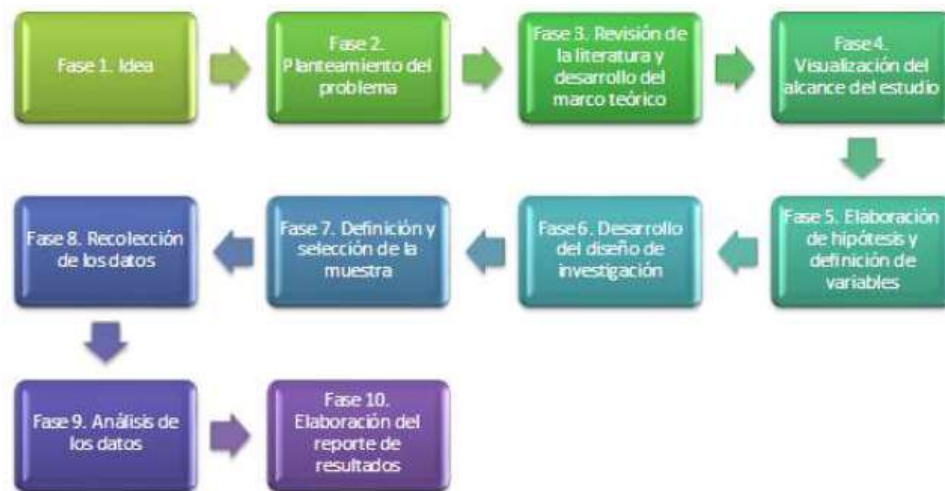 Fase 1. Idea
Fase 2.
Planteamiento del
problema
Fase 3. Revisión de
la literatura y
desarrollo del
marco teórico
Fase 4.
Visualización del
alcance del estudio
Fase 5. Elaboración
de hipótesis y
definición de
variables
Fase 6. Desarrollo
del diseño de
investigación
Fase 7. Definición y
selección de la
muestra
Fase 8. Recolección
de los datos
Fase 9. Análisis de
los datos
Fase 10.
Elaboración del
reporte de
resultados